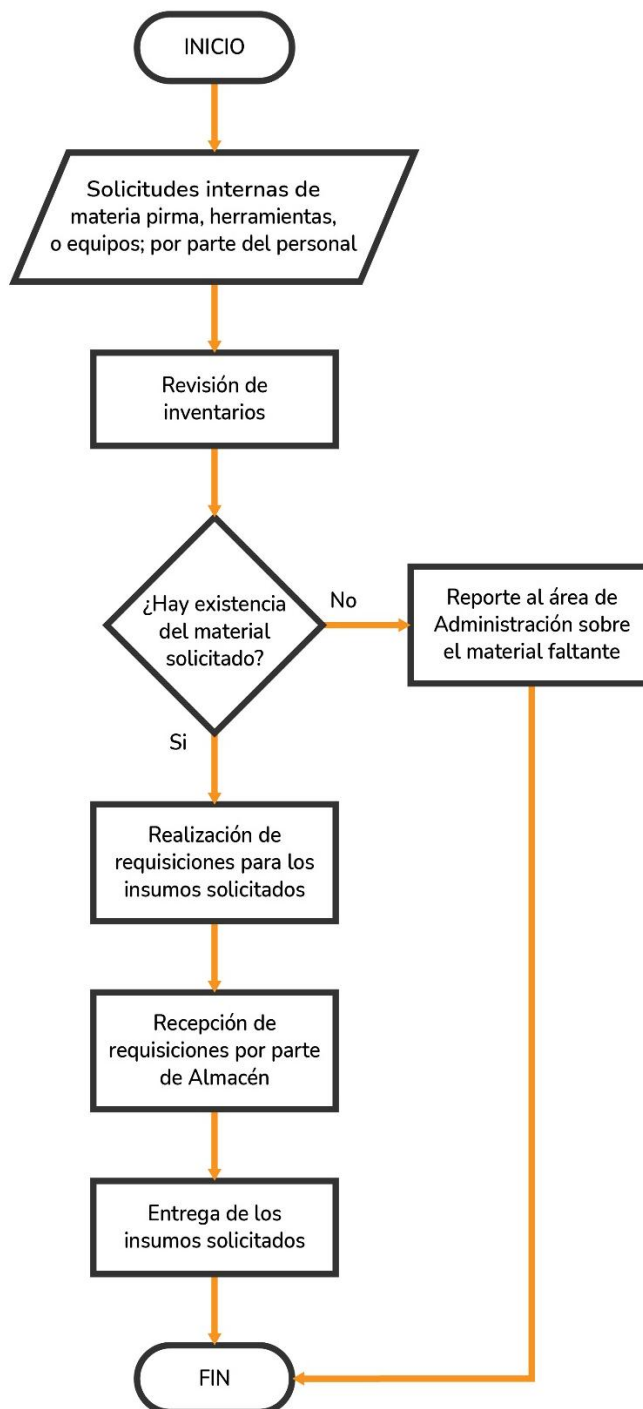 INICIO
Solicitudes internas de
materia pirma, herramientas,
o equipos; por parte del personal
Revisión de
inventarios
¿Hay existencia
del material
solicitado?
No
Reporte al área de
Administración sobre
el material faltante
Si
Realización de
requisiciones para los
insumos solicitados
Recepción de
requisiciones por parte
de Almacén
Entrega de los
insumos solicitados
FIN